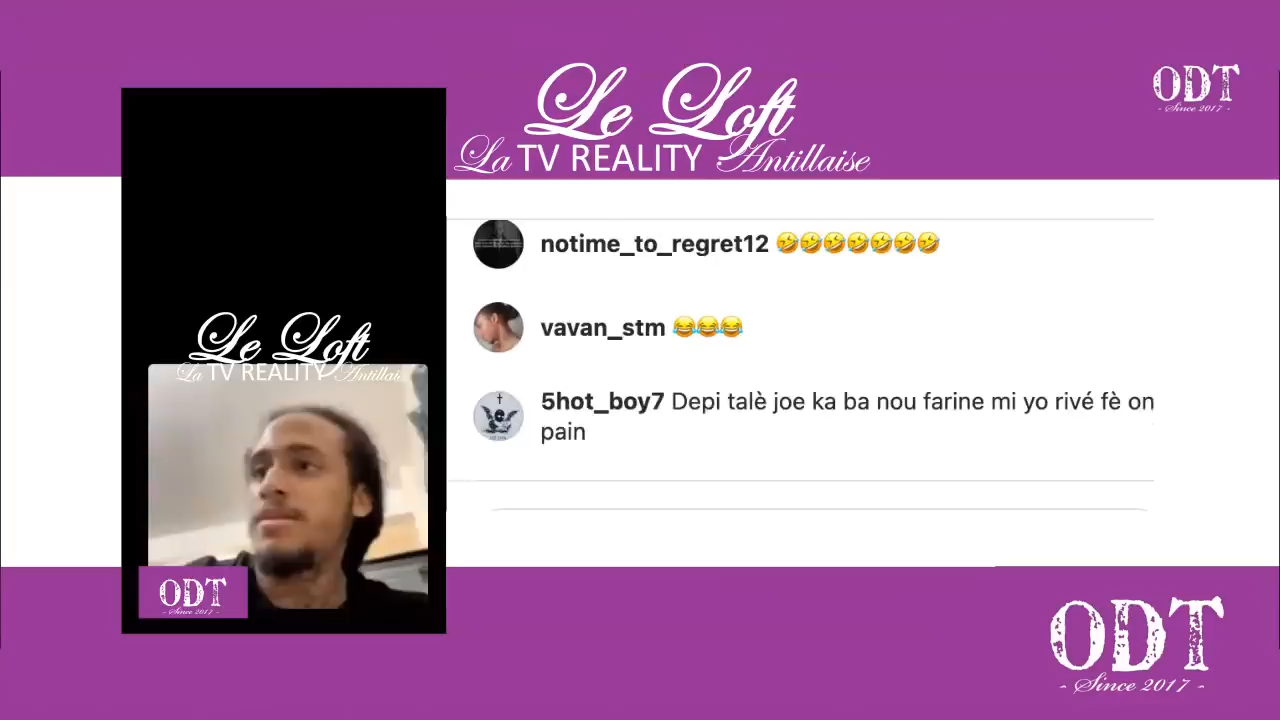 Le Loft
La TV REALITY Antillaise
ODT
- Since 2017 -
notime_to_regret12 🤣🤣🤣🤣🤣🤣🤣
vavan_stm 😂😂😂
5hot_boy7 Depi talè joe ka ba nou farine mi yo rivé fè on
pain
Le Loft
La TV REALITY Antillai
ODT
- Since 2017 -
ODT
- Since 2017 -